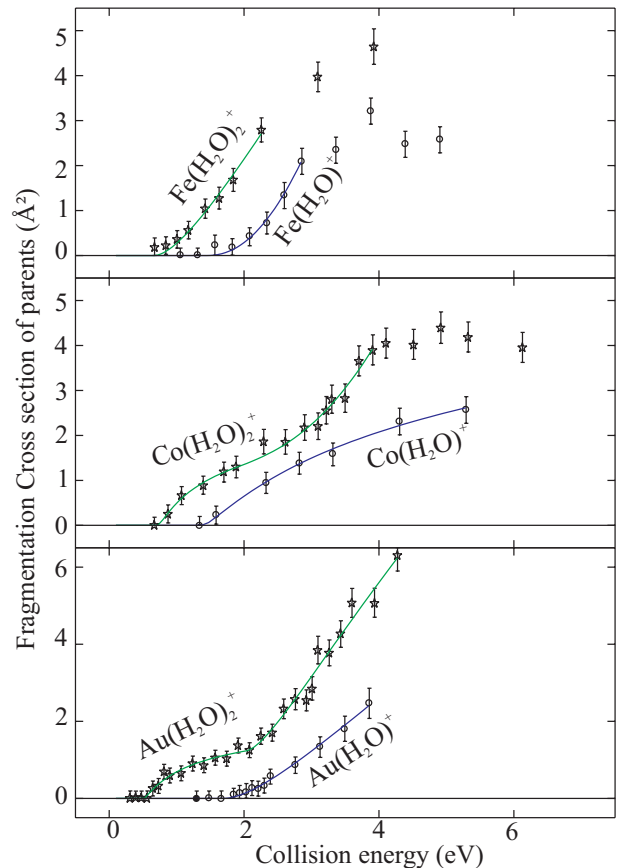 Fragmentation Cross section of parents (Å²)
5
4
3
2
1
0
Fe(H₂O)₂⁺
Fe(H₂O)⁺
5
4
3
2
1
0
Co(H₂O)₂⁺
Co(H₂O)⁺
6
4
2
0
Au(H₂O)₂⁺
Au(H₂O)⁺
0 2 4 6
Collision energy (eV)